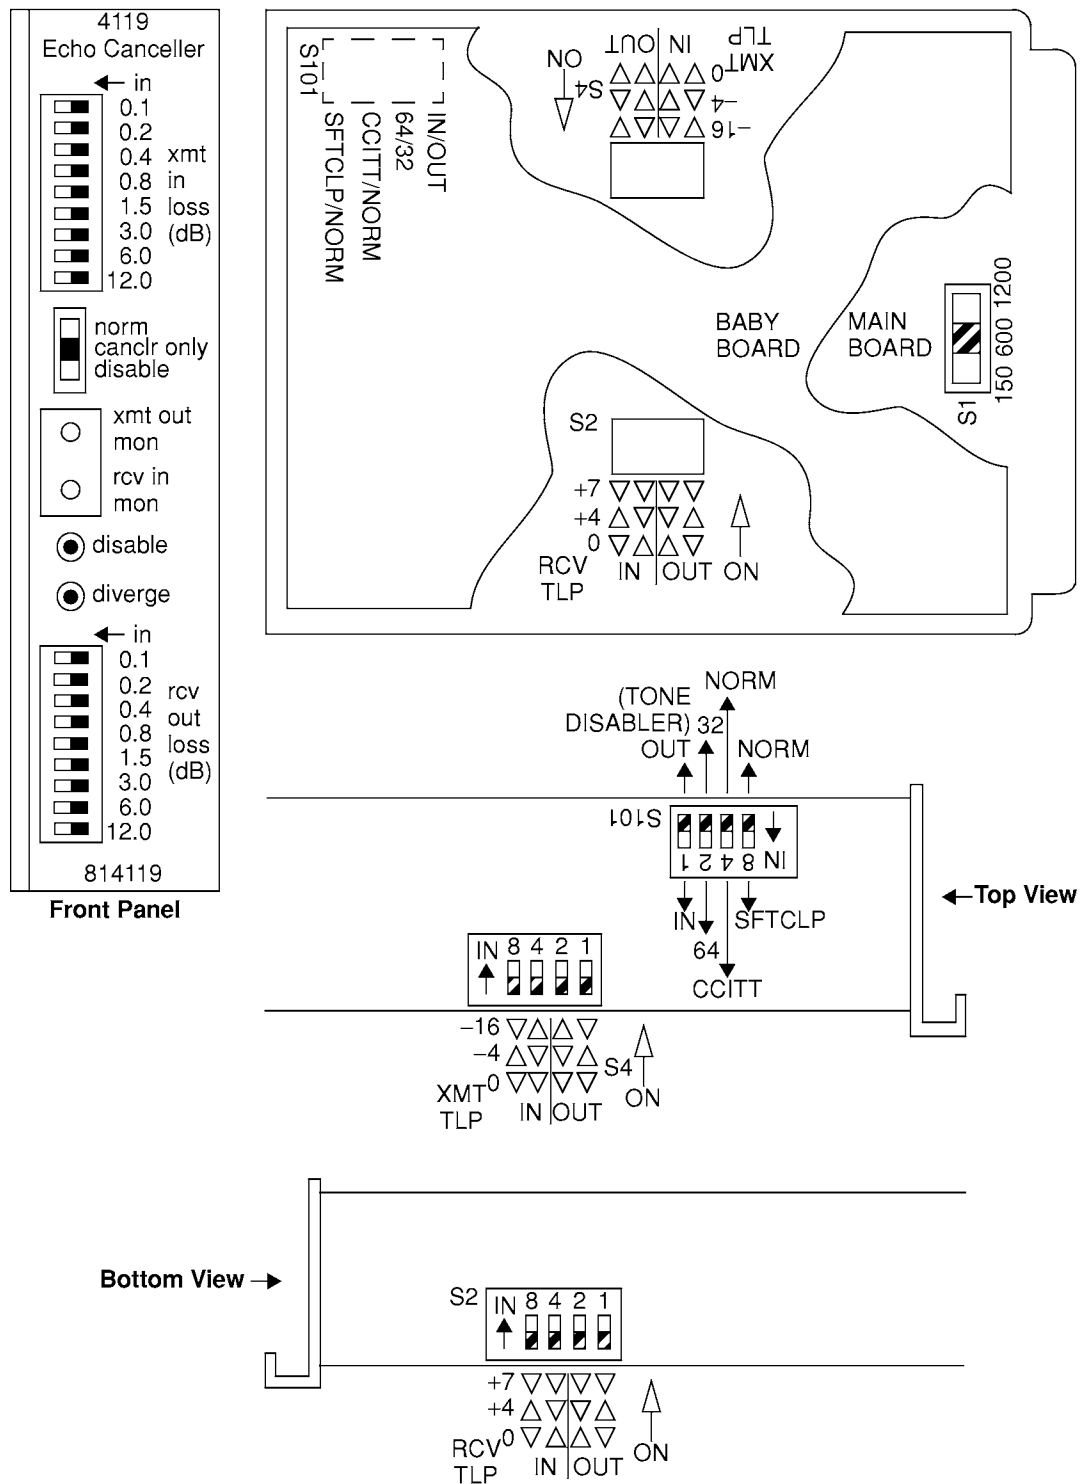 4119
Echo Canceller
← in
0.1
0.2
0.4
0.8
1.5
3.0
6.0
12.0
xmt
in
loss
(dB)
norm
canclr only
disable
xmt out
mon
rcv in
mon
disable
diverge
← in
0.1
0.2
0.4
0.8
1.5
3.0
6.0
12.0
rcv
out
loss
(dB)
814119
Front Panel
S101
SFTCLP/NORM
CCITT/NORM
64/32
IN/OUT
ON
S4
OUT
IN
XMT
TLP
0
−4
−16
BABY
BOARD
MAIN
BOARD
S1
150 600 1200
S2
+7
+4
0
RCV
TLP
IN
OUT
ON
(TONE
DISABLER)
OUT
32
NORM
NORM
S101
1 2 4 8 IN
IN
64
CCITT
SFTCLP
Top View
IN 8 4 2 1
−16
−4
0
XMT
TLP
IN
OUT
S4
ON
Bottom View
S2
IN 8 4 2 1
+7
+4
0
RCV
TLP
IN
OUT
ON